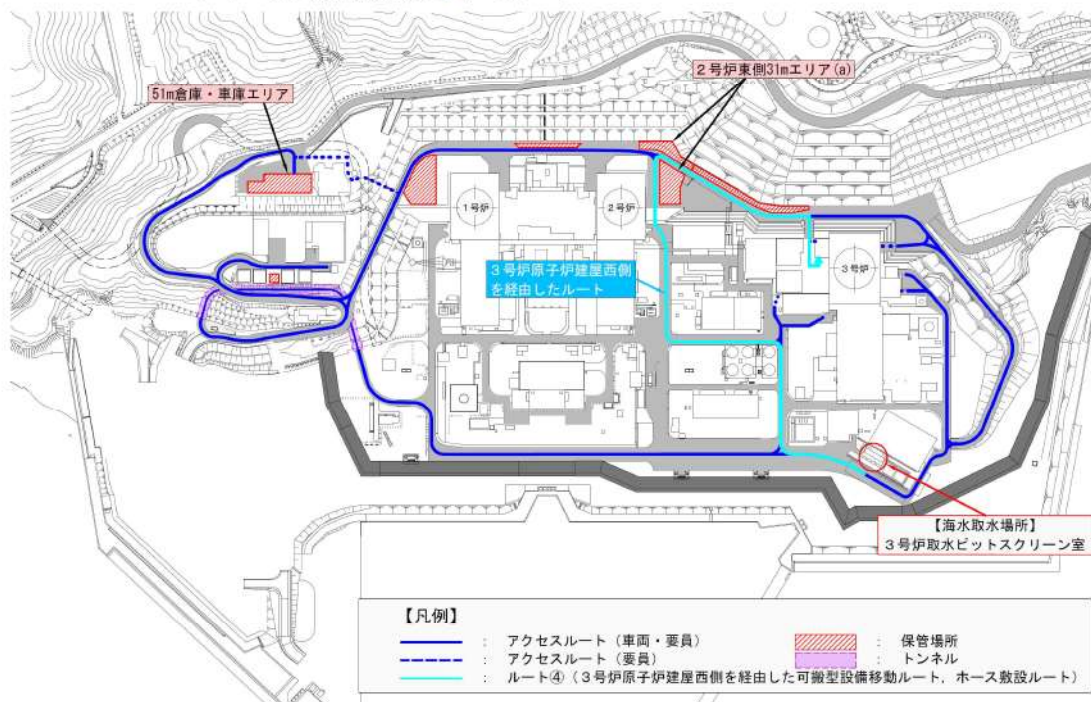 2号炉東側31mエリア(a)
51m倉庫・車庫エリア
1号炉
2号炉
3号炉
3号炉原子炉建屋西側
を経由したルート
【海水取水場所】
3号炉取水ピットスクリーン室
【凡例】
: アクセスルート(車両・要員)
: 保管場所
: アクセスルート(要員)
: トンネル
: ルート④(3号炉原子炉建屋西側を経由した可搬型設備移動ルート,ホース敷設ルート)